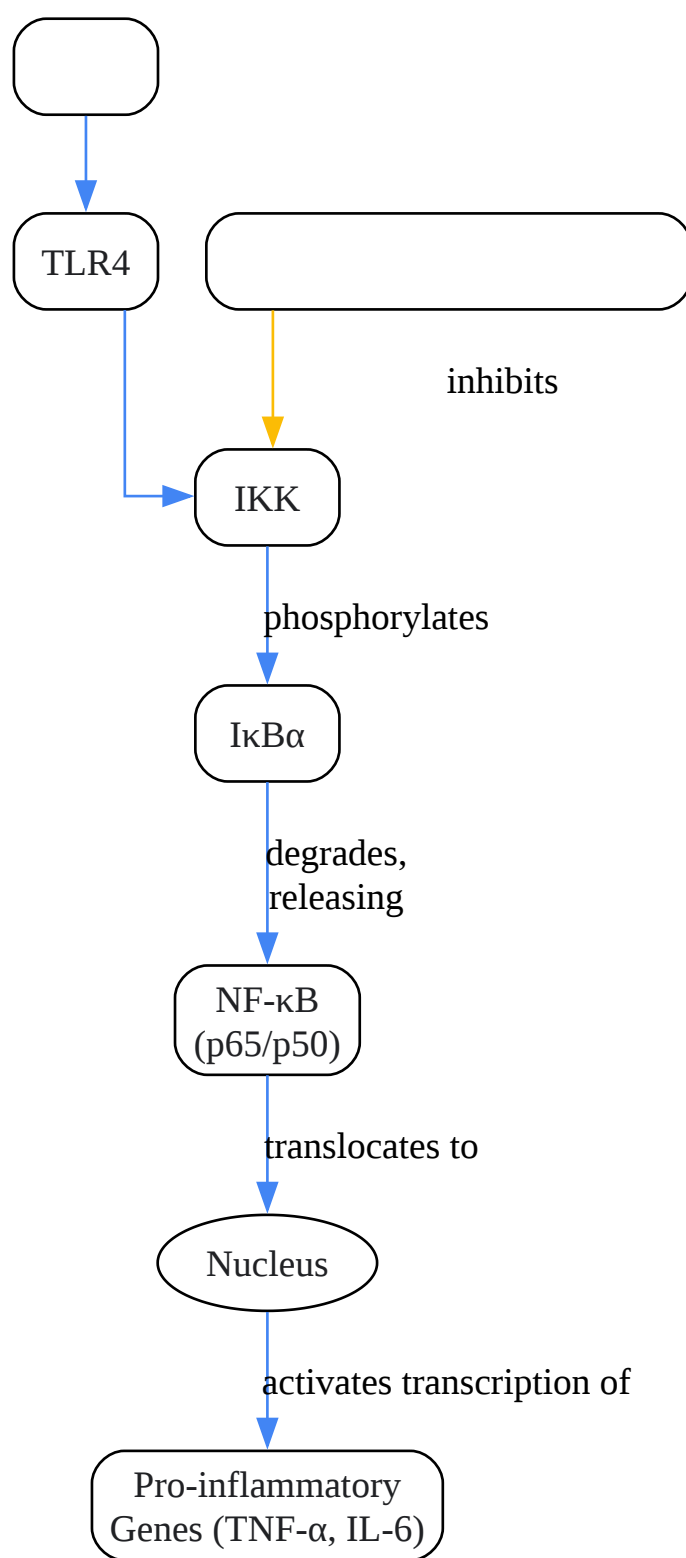 TLR4
inhibits
IKK
phosphorylates
IκBα
degrades,
releasing
NF-κB
(p65/p50)
translocates to
Nucleus
activates transcription of
Pro-inflammatory
Genes (TNF-α, IL-6)